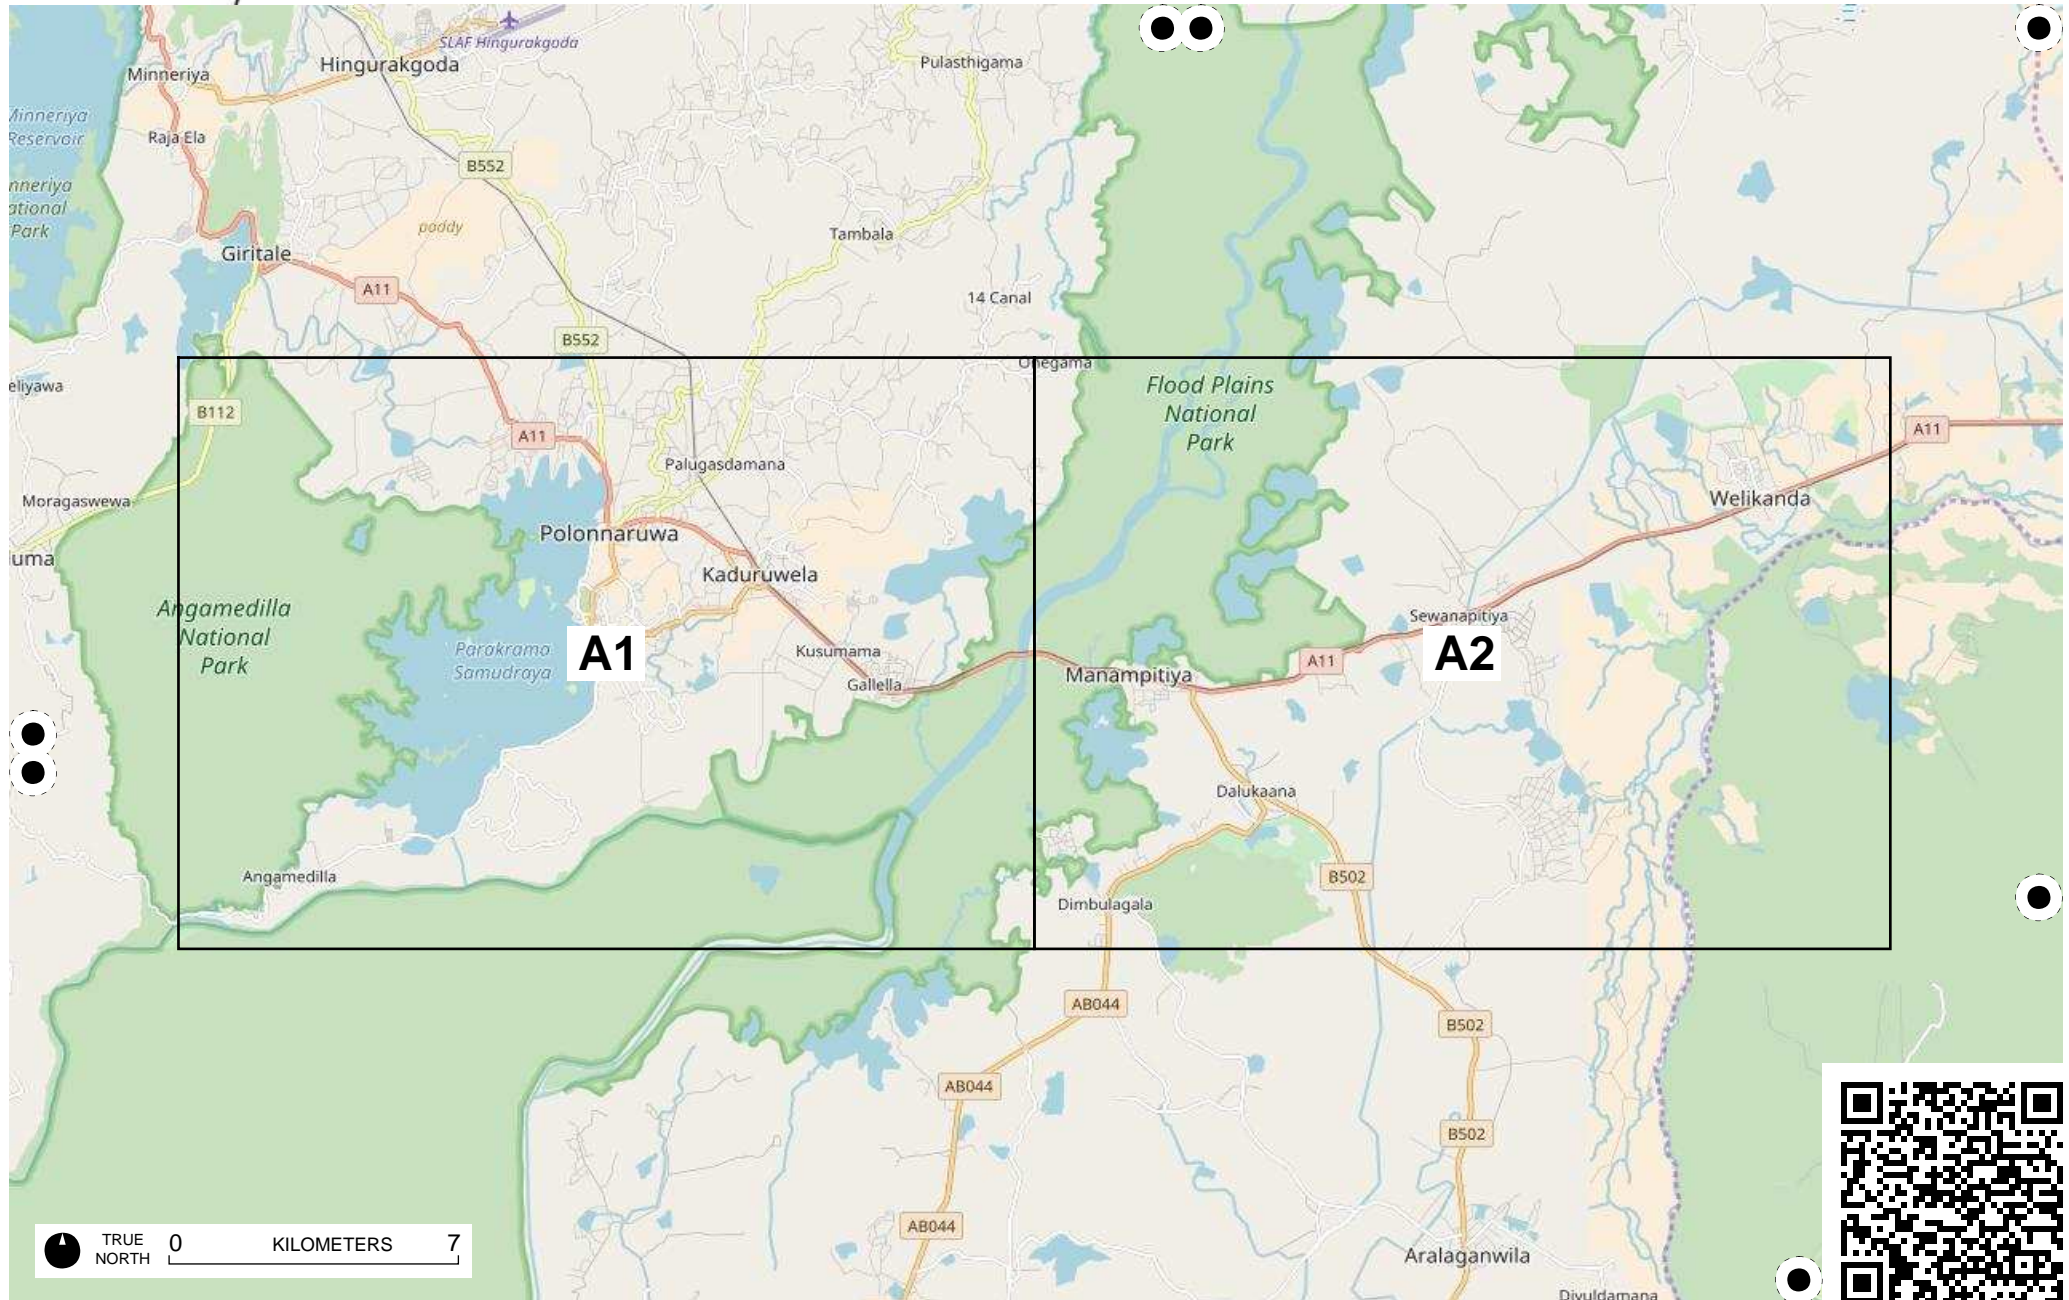 SLAF Hingurakgoda
Hingurakgoda
Pulasthigama
Minneriya
Minneriya
Reservoir
Raja Ela
B552
nneriya
ational
Park
paddy
Tambala
Giritale
A11
14 Canal
B552
Onegama
eliyawa
Flood Plains
National
Park
B112
A11
A11
Palugasdamana
Moragaswewa
Welikanda
Polonnaruwa
uma
Kaduruwela
Angamedilla
National
Park
Sewanapitiya
Parakrama
Samudraya
A1
Kusumama
A2
A11
Manampitiya
Gallella
Dalukaana
Angamedilla
B502
Dimbulagala
AB044
B502
AB044
B502
AB044
TRUE
NORTH
0 KILOMETERS 7
Aralaganwila
Divuldamana